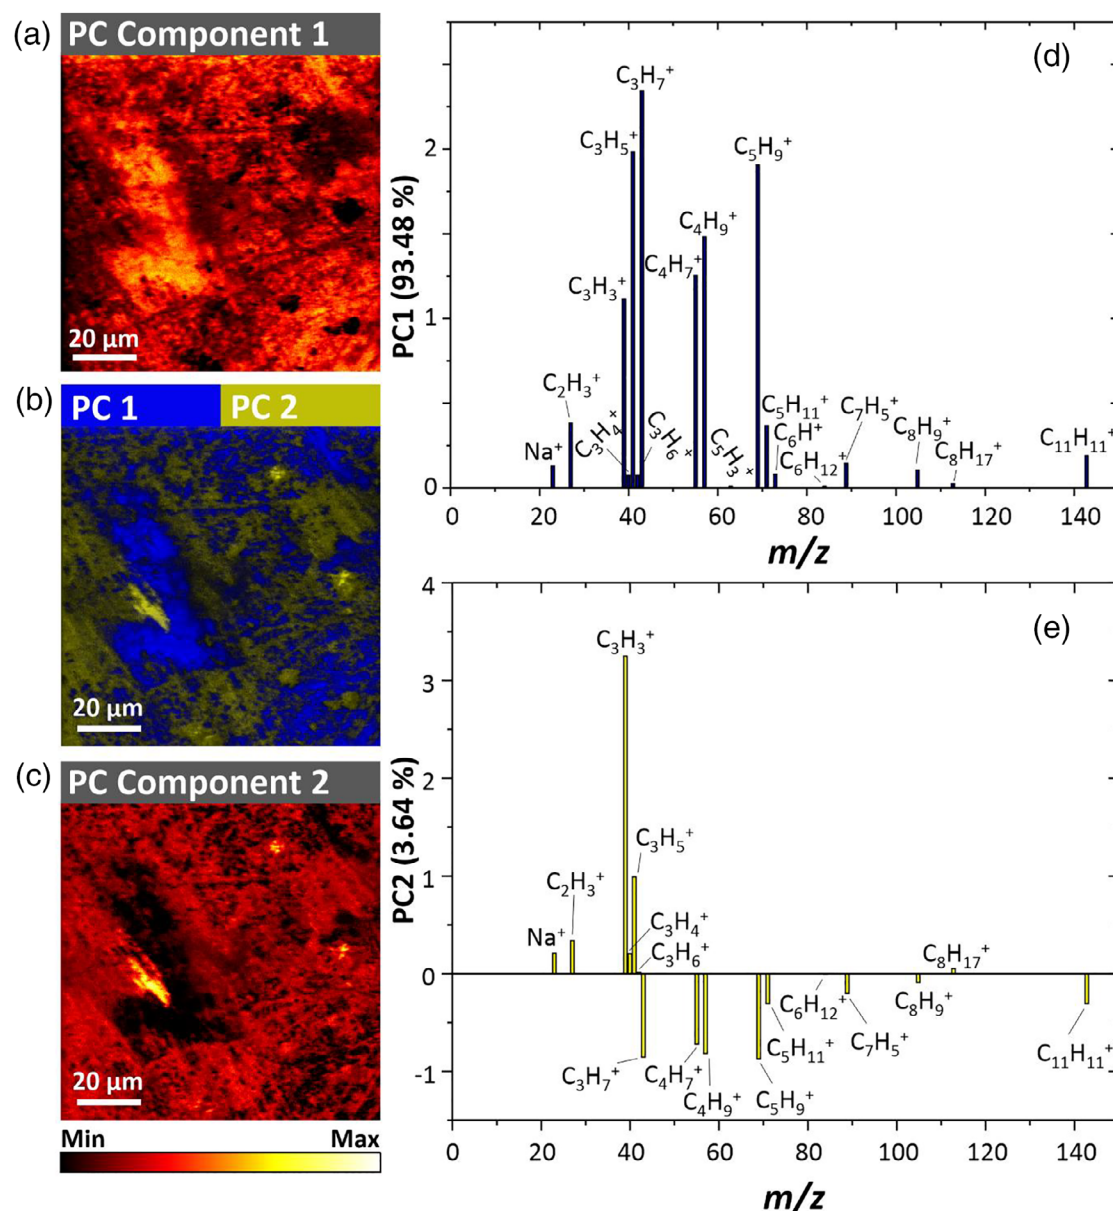 (a)
PC Component 1
20 μm
(b)
PC 1 PC 2
20 μm
(c)
PC Component 2
20 μm
Min Max
(d)
PC1 (93.48 %)
2
1
0
0 20 40 60 80 100 120 140
m/z
Na⁺
C₂H₃⁺
C₃H₃⁺
C₃H₄⁺
C₃H₅⁺
C₃H₆⁺
C₃H₇⁺
C₄H₇⁺
C₄H₉⁺
C₅H₃⁺
C₅H₉⁺
C₅H₁₁⁺
C₆H⁺
C₆H₁₂⁺
C₇H₅⁺
C₈H₉⁺
C₈H₁₇⁺
C₁₁H₁₁⁺
(e)
PC2 (3.64 %)
4
3
2
1
0
-1
0 20 40 60 80 100 120 140
m/z
Na⁺
C₂H₃⁺
C₃H₃⁺
C₃H₅⁺
C₃H₄⁺
C₃H₆⁺
C₃H₇⁺
C₄H₇⁺
C₄H₉⁺
C₅H₉⁺
C₅H₁₁⁺
C₆H₁₂⁺
C₇H₅⁺
C₈H₉⁺
C₈H₁₇⁺
C₁₁H₁₁⁺